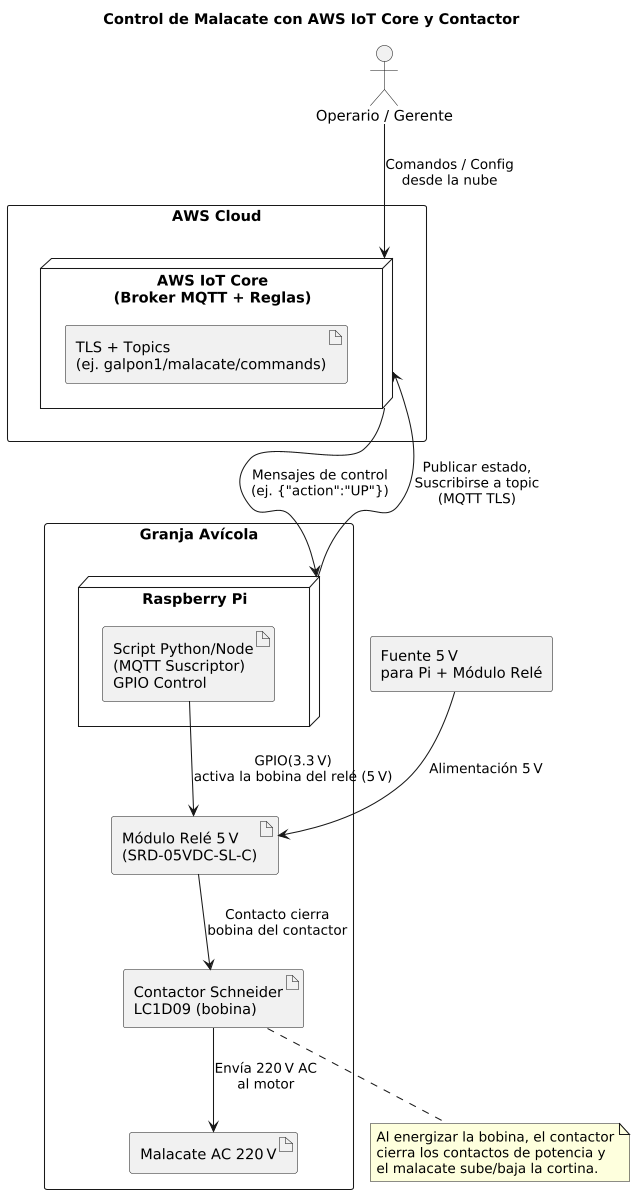 Control de Malacate con AWS IoT Core y Contactor
Operario / Gerente
Comandos / Config
desde la nube
AWS Cloud
AWS IoT Core
(Broker MQTT + Reglas)
TLS + Topics
(ej. galpon1/malacate/commands)
Mensajes de control
(ej. {"action":"UP"})
Publicar estado,
Suscribirse a topic
(MQTT TLS)
Granja Avícola
Raspberry Pi
Script Python/Node
(MQTT Suscriptor)
GPIO Control
Fuente 5 V
para Pi + Módulo Relé
GPIO(3.3 V)
activa la bobina del relé (5 V)
Alimentación 5 V
Módulo Relé 5 V
(SRD-05VDC-SL-C)
Contacto cierra
bobina del contactor
Contactor Schneider
LC1D09 (bobina)
Envía 220 V AC
al motor
Malacate AC 220 V
Al energizar la bobina, el contactor
cierra los contactos de potencia y
el malacate sube/baja la cortina.